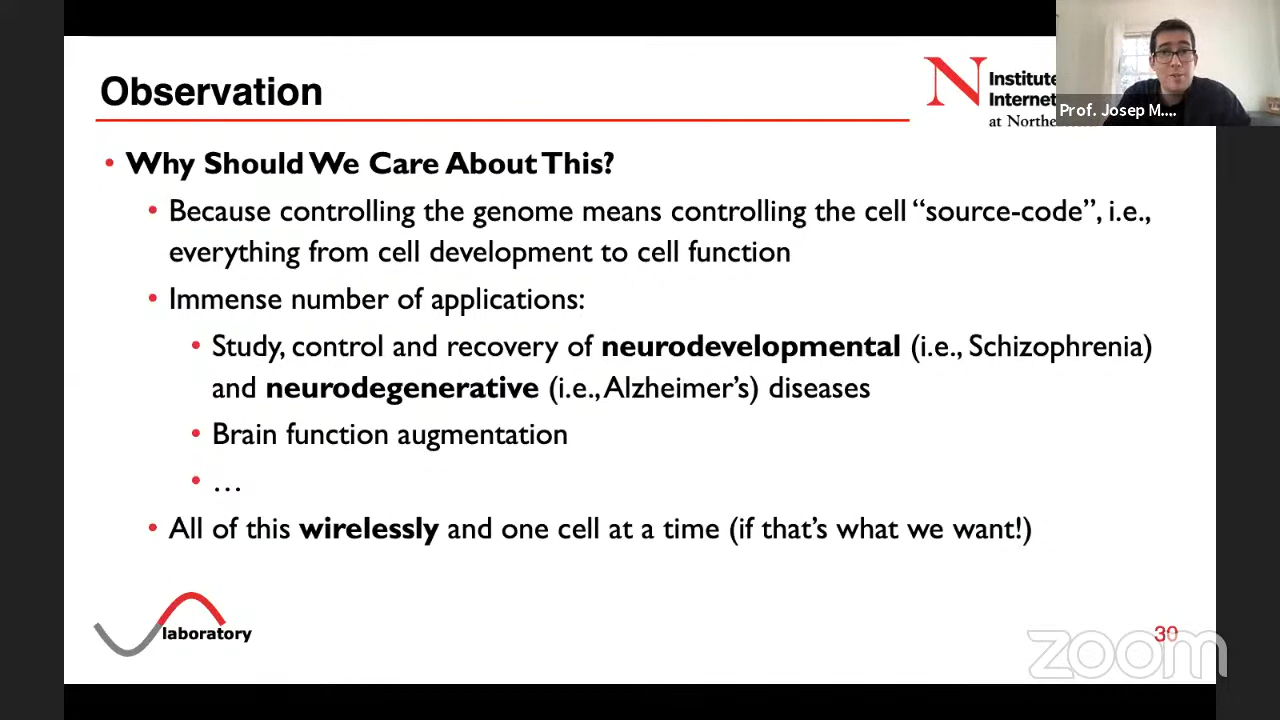 Observation
Institute
Internet
at Northe
Prof. Josep M....
• Why Should We Care About This?
• Because controlling the genome means controlling the cell “source-code”, i.e.,
everything from cell development to cell function
• Immense number of applications:
• Study, control and recovery of neurodevelopmental (i.e., Schizophrenia)
and neurodegenerative (i.e., Alzheimer’s) diseases
• Brain function augmentation
• …
• All of this wirelessly and one cell at a time (if that’s what we want!)
laboratory
30
zoom